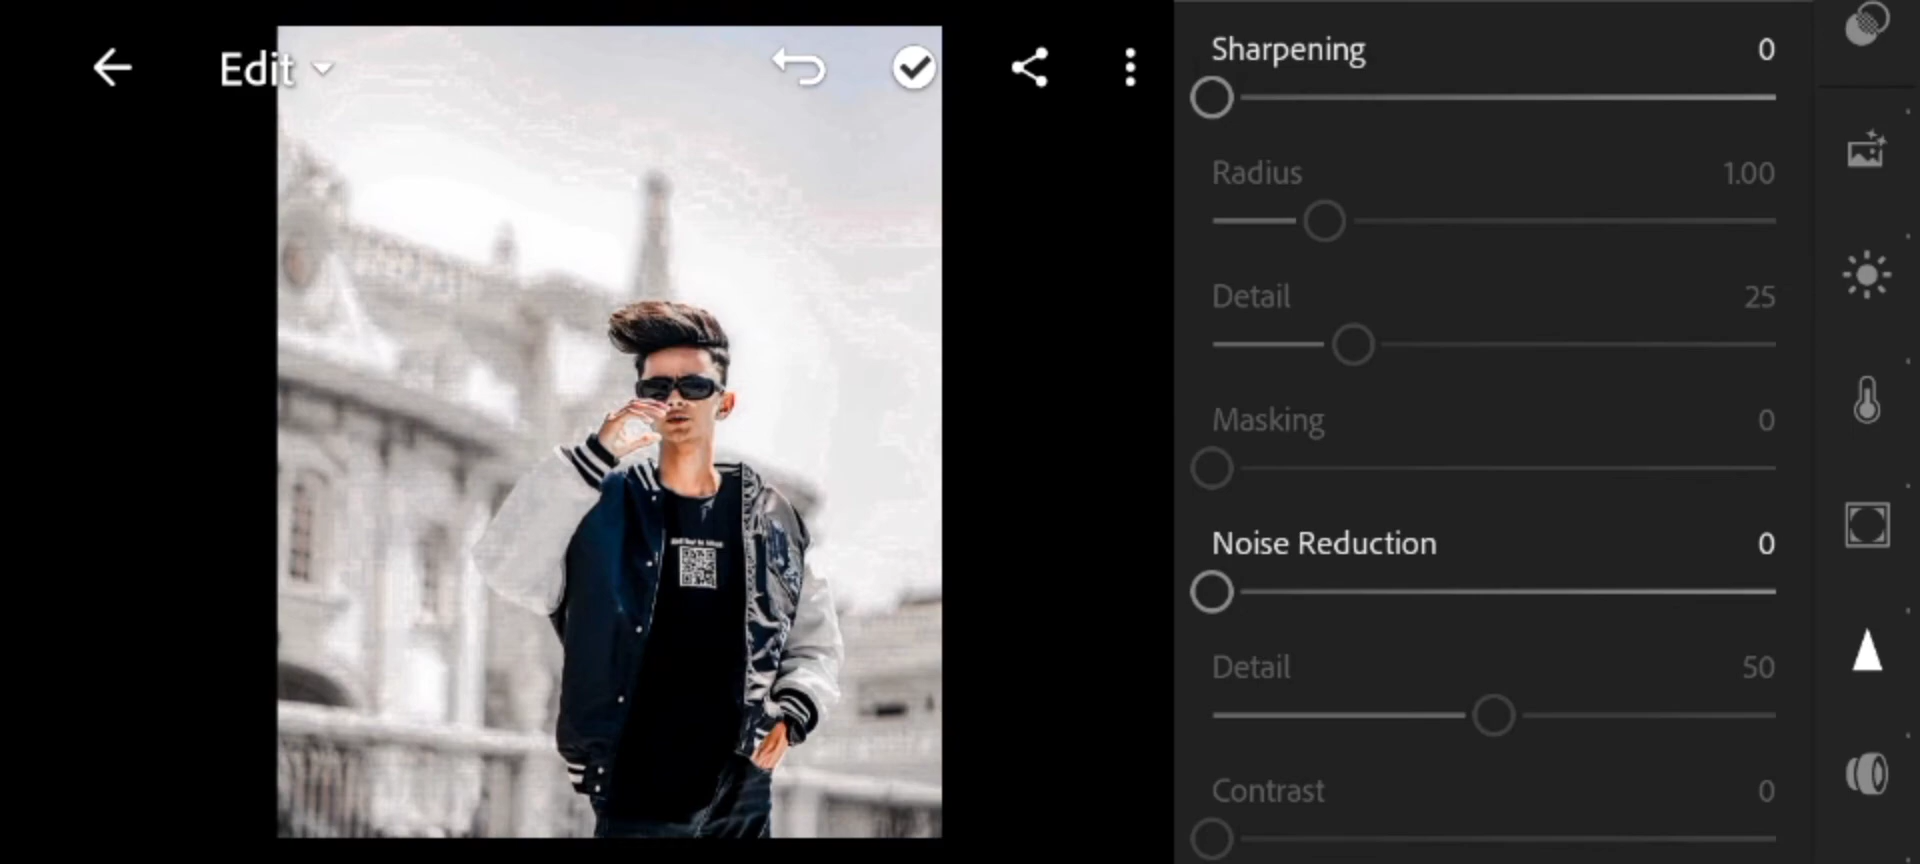 Edit
Sharpening 0
Radius 1.00
Detail 25
Masking 0
Noise Reduction 0
Detail 50
Contrast 0